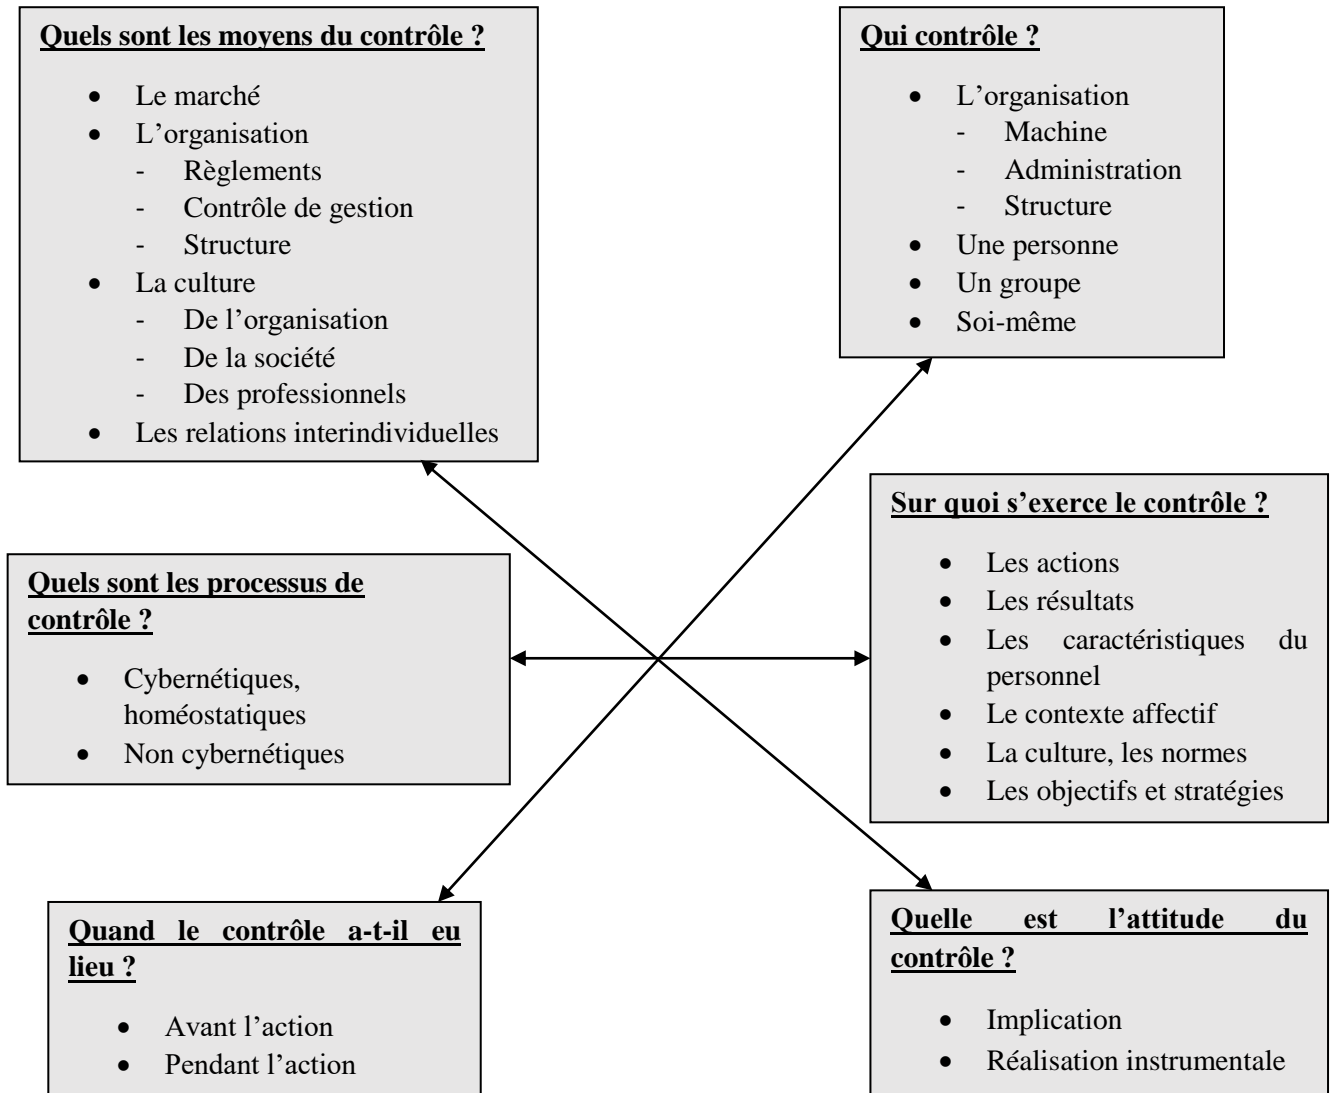 Quels sont les moyens du contrôle ?
• Le marché
• L’organisation
- Règlements
- Contrôle de gestion
- Structure
• La culture
- De l’organisation
- De la société
- Des professionnels
• Les relations interindividuelles
Qui contrôle ?
• L’organisation
- Machine
- Administration
- Structure
• Une personne
• Un groupe
• Soi-même
Quels sont les processus de
contrôle ?
• Cybernétiques,
homéostatiques
• Non cybernétiques
Sur quoi s’exerce le contrôle ?
• Les actions
• Les résultats
• Les caractéristiques du
personnel
• Le contexte affectif
• La culture, les normes
• Les objectifs et stratégies
Quand le contrôle a-t-il eu
lieu ?
• Avant l’action
• Pendant l’action
Quelle est l’attitude du
contrôle ?
• Implication
• Réalisation instrumentale